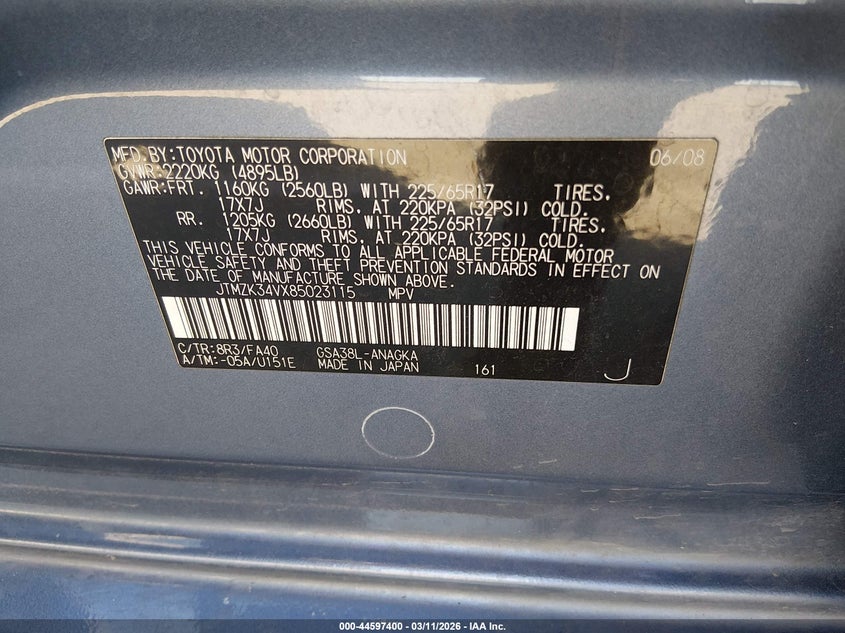 MFD.BY:TOYOTA MOTOR CORPORATION 06/08
GVWR:2220KG (4895LB)
GAWR:FRT. 1160KG (2560LB) WITH 225/65R17 TIRES.
17X7J RIMS. AT 220KPA (32PSI) COLD.
RR. 1205KG (2660LB) WITH 225/65R17 TIRES.
17X7J RIMS. AT 220KPA (32PSI) COLD.
THIS VEHICLE CONFORMS TO ALL APPLICABLE FEDERAL MOTOR
VEHICLE SAFETY AND THEFT PREVENTION STANDARDS IN EFFECT ON
THE DATE OF MANUFACTURE SHOWN ABOVE.
JTMZK34VX85023115 MPV
C/TR:8R3/FA40 GSA38L-ANAGKA
A/TM:-05A/U151E MADE IN JAPAN 161 J
000-44597400 - 03/11/2026 - IAA Inc.